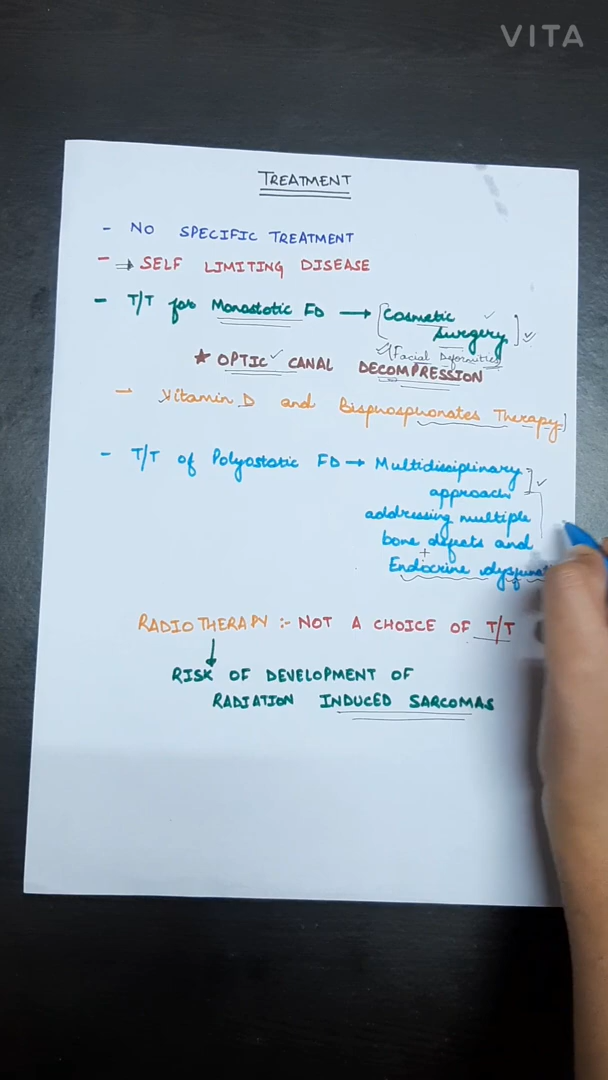 VITA
TREATMENT
- NO SPECIFIC TREATMENT
- → SELF LIMITING DISEASE
- T/T for Monostotic FD → [Cosmetic ✓
Surgery] ✓
(Facial Deformities
★ OPTIC ✓ CANAL DECOMPRESSION
- Vitamin D and Bisphosphonates Therapy]
- T/T of Polyostotic FD → Multidisciplinary
approach ] ✓
addressing multiple
bone defects and
+
Endocrine
RADIOTHERAPY :- NOT A CHOICE OF T/T
↓
RISK OF DEVELOPMENT OF
RADIATION INDUCED SARCOMAS